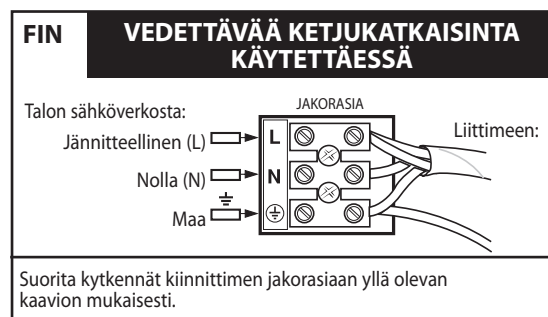 FIN
VEDETTÄVÄÄ KETJUKATKAISINTA
KÄYTETTÄESSÄ
Talon sähköverkosta:
JAKORASIA
Liittimeen:
Jännitteellinen (L)
L
Nolla (N)
N
Maa
Suorita kytkennät kiinnittimen jakorasiaan yllä olevan
kaavion mukaisesti.